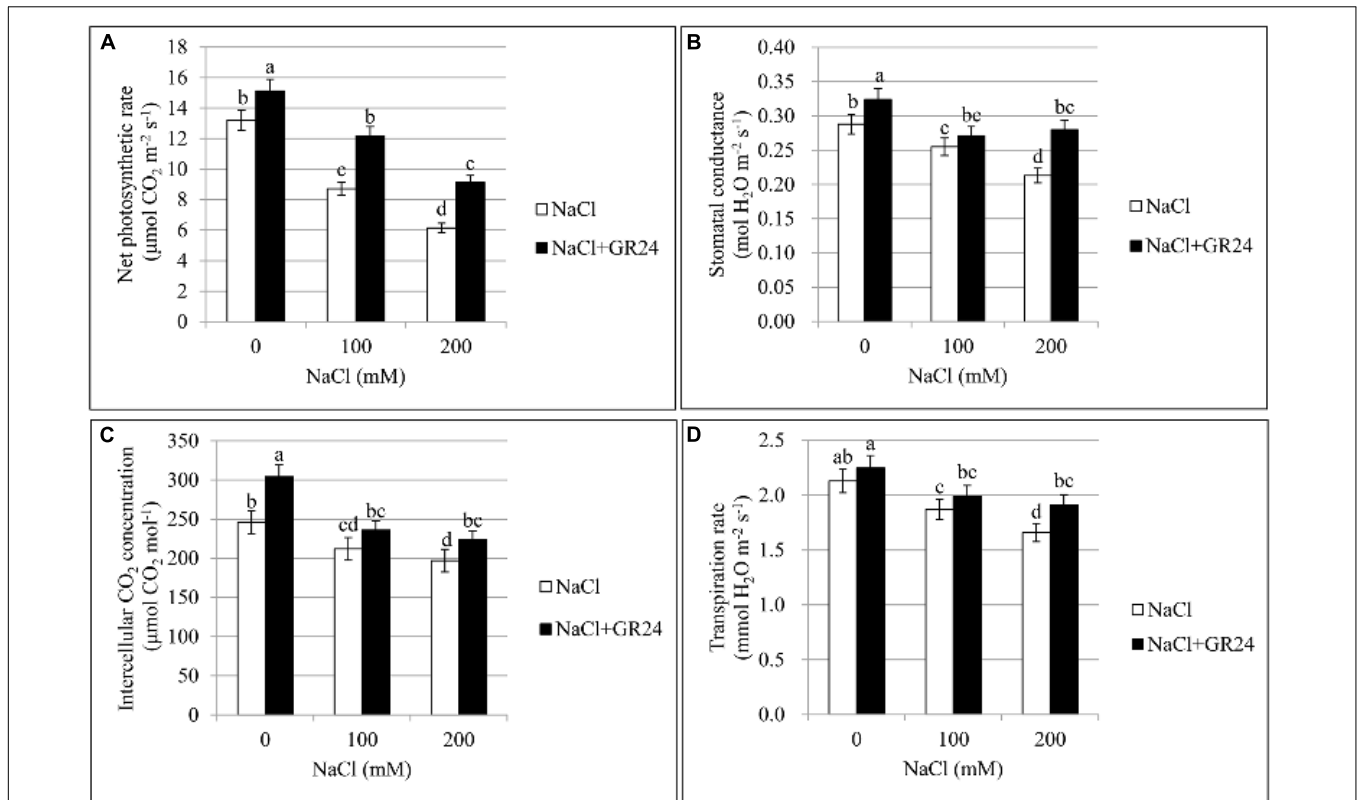 A
Net photosynthetic rate
(μmol CO₂ m⁻² s⁻¹)
18
16
14
12
10
8
6
4
2
0
b
a
c
b
d
c
0
100
200
NaCl (mM)
NaCl
NaCl+GR24
B
Stomatal conductance
(mol H₂O m⁻² s⁻¹)
0.40
0.35
0.30
0.25
0.20
0.15
0.10
0.05
0.00
b
a
c
bc
d
bc
0
100
200
NaCl (mM)
NaCl
NaCl+GR24
C
Intercellular CO₂ concentration
(μmol CO₂ mol⁻¹)
350
300
250
200
150
100
50
0
b
a
cd
bc
d
bc
0
100
200
NaCl (mM)
NaCl
NaCl+GR24
D
Transpiration rate
(mmol H₂O m⁻² s⁻¹)
2.5
2.0
1.5
1.0
0.5
0.0
ab
a
c
bc
d
bc
0
100
200
NaCl (mM)
NaCl
NaCl+GR24